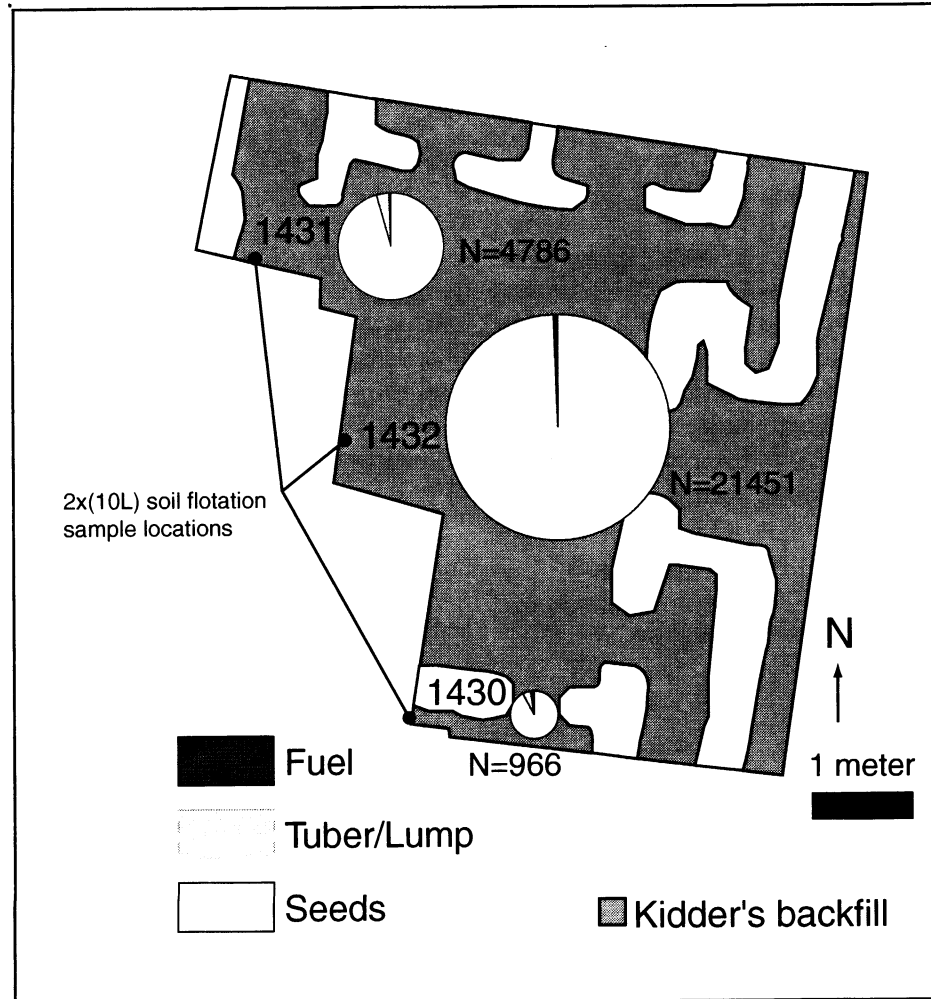 1431
N=4786
1432
N=21451
2x(10L) soil flotation
sample locations
1430
N=966
N
1 meter
Fuel
Tuber/Lump
Seeds
Kidder's backfill